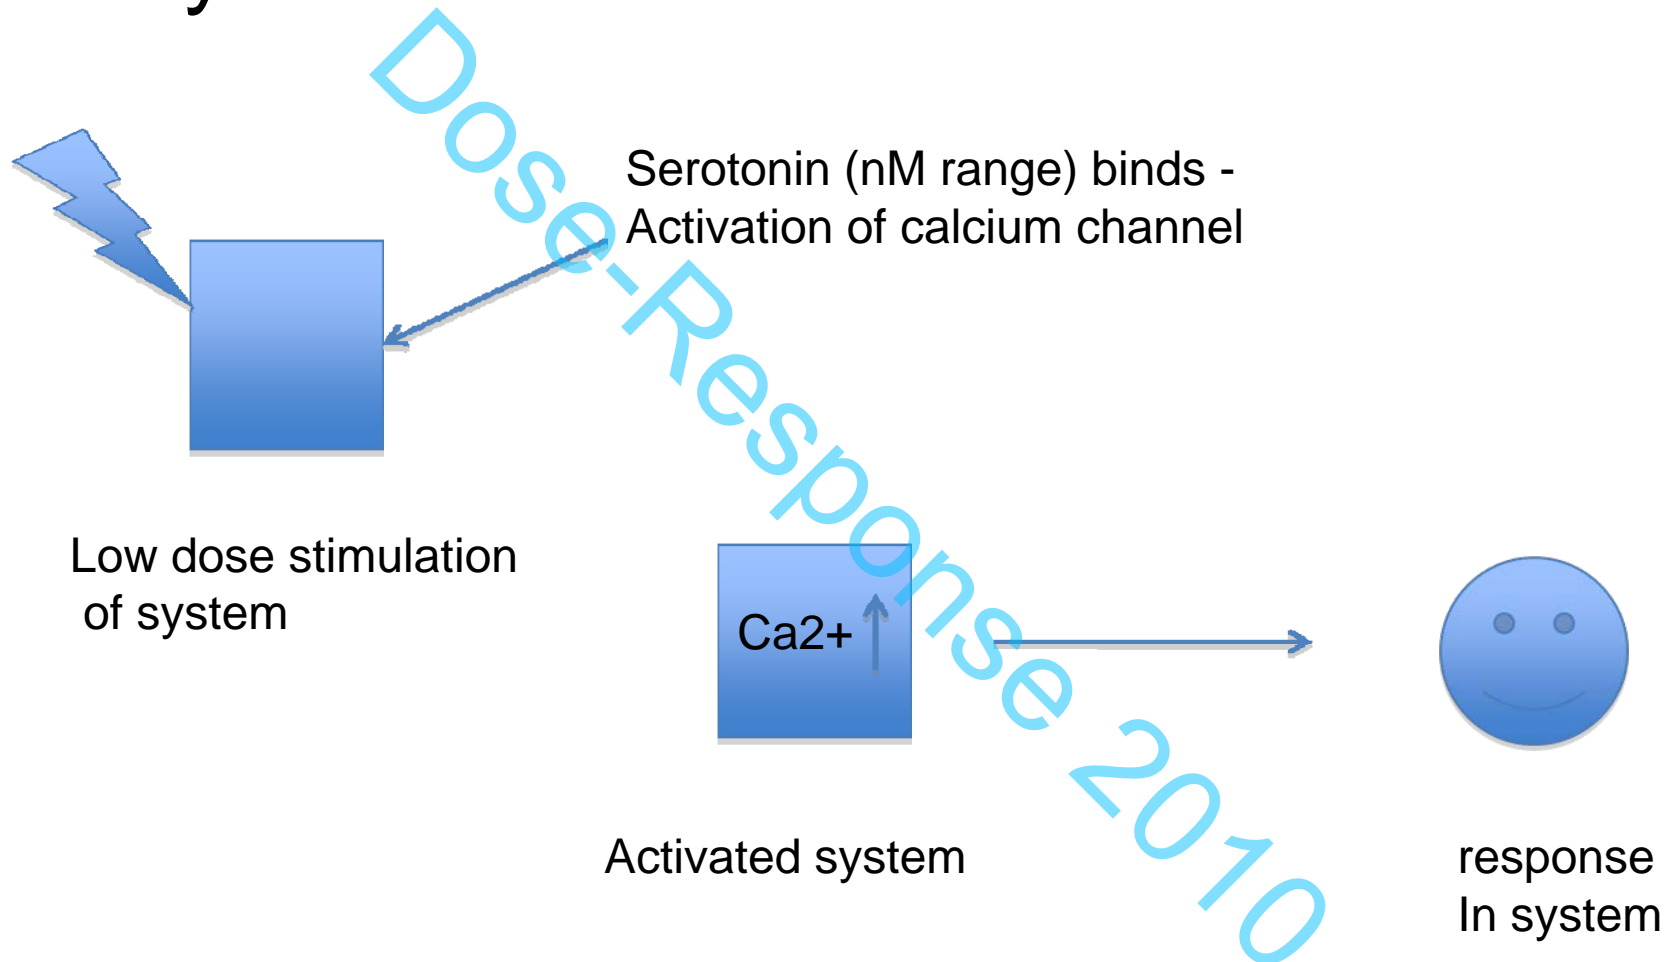 Serotonin (nM range) binds -
Activation of calcium channel
Low dose stimulation
of system
Ca2+
Activated system
response
In system
Dose-Response 2010